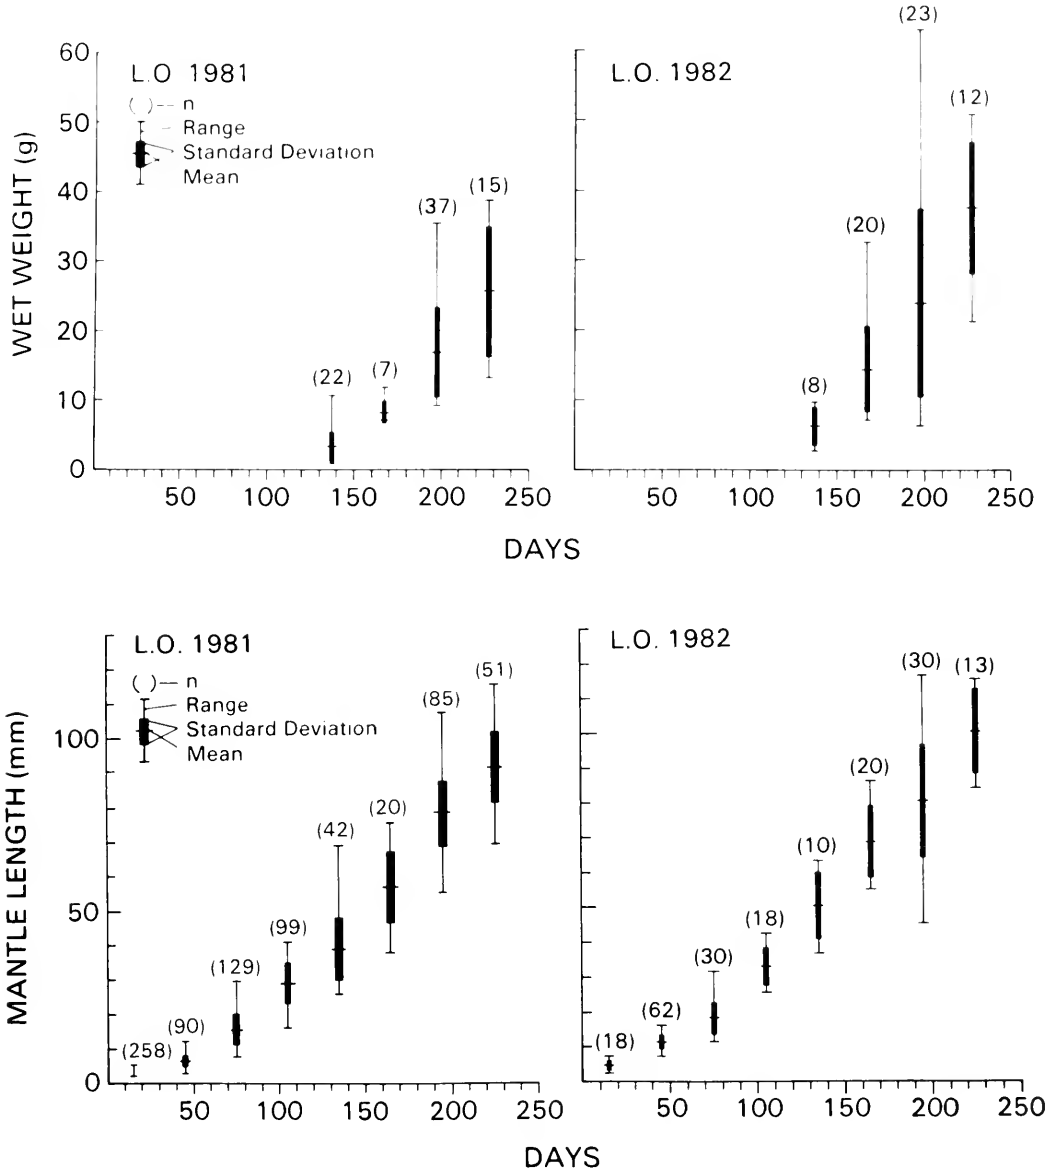 (23)
60
L.O 1981
L.O. 1982
( )-- n
(12)
50
Range
Standard Deviation
Mean
WET WEIGHT (g)
40
(37)
(15)
(20)
30
20
(22)
(7)
(8)
10
0
50 100 150 200 250
50 100 150 200 250
DAYS
L.O. 1981
L.O. 1982
( )— n
Range
Standard Deviation
Mean
(51)
(85)
(30)
(13)
MANTLE LENGTH (mm)
100
(42)
(20)
(20)
(10)
50
(99)
(18)
(129)
(30)
(90)
(62)
(258)
(18)
0
50 100 150 200 250
50 100 150 200 250
DAYS